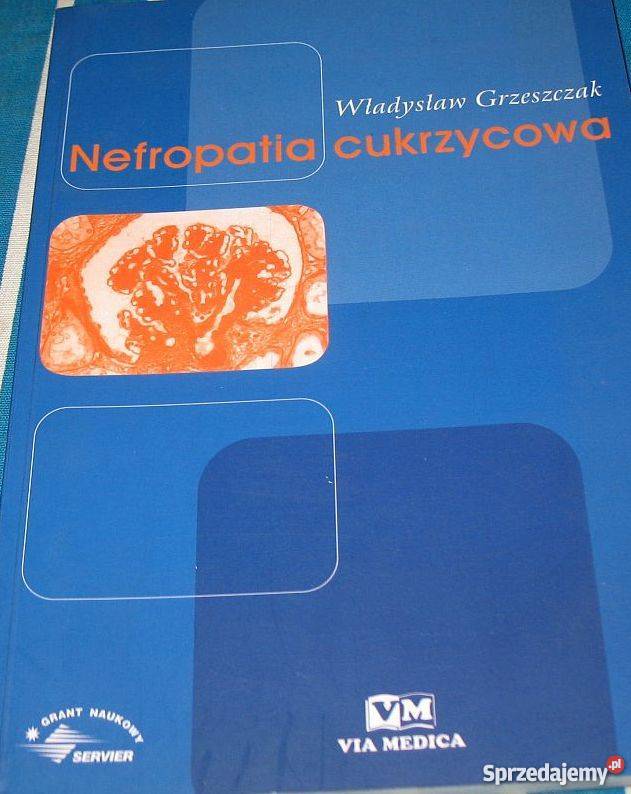 Władysław Grzeszczak
Nefropatia cukrzycowa
GRANT NAUKOWY
SERVIER
VM
VIA MEDICA
Sprzedajemy.pl